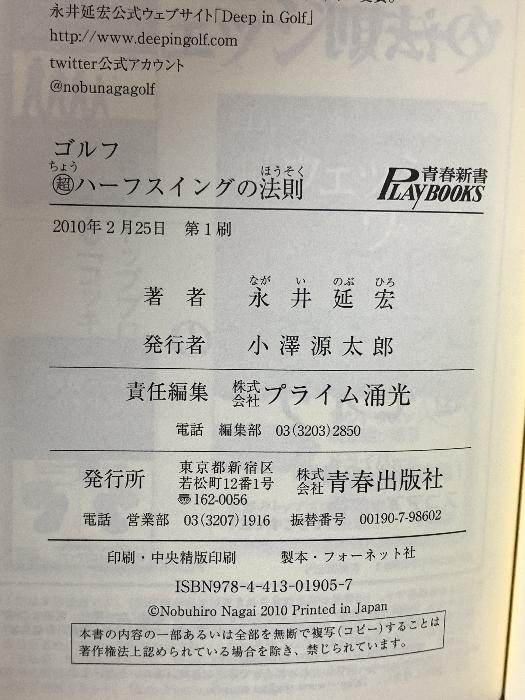 永井延宏公式ウェブサイト「Deep in Golf」
http://www.deepingolf.com
twitter公式アカウント
@nobunagagolf
ゴルフ
ちょう ほうそく
超ハーフスイングの法則
青春新書
PLAYBOOKS
2010年2月25日 第1刷
なが い のぶ ひろ
著者 永井延宏
発行者 小澤源太郎
責任編集 株式会社プライム涌光
電話 編集部 03(3203)2850
発行所 東京都新宿区
若松町12番1号
〒162-0056
株式会社青春出版社
電話 営業部 03(3207)1916 振替番号 00190-7-98602
印刷・中央精版印刷 製本・フォーネット社
ISBN978-4-413-01905-7
©Nobuhiro Nagai 2010 Printed in Japan
本書の内容の一部あるいは全部を無断で複写(コピー)することは
著作権法上認められている場合を除き、禁じられています。